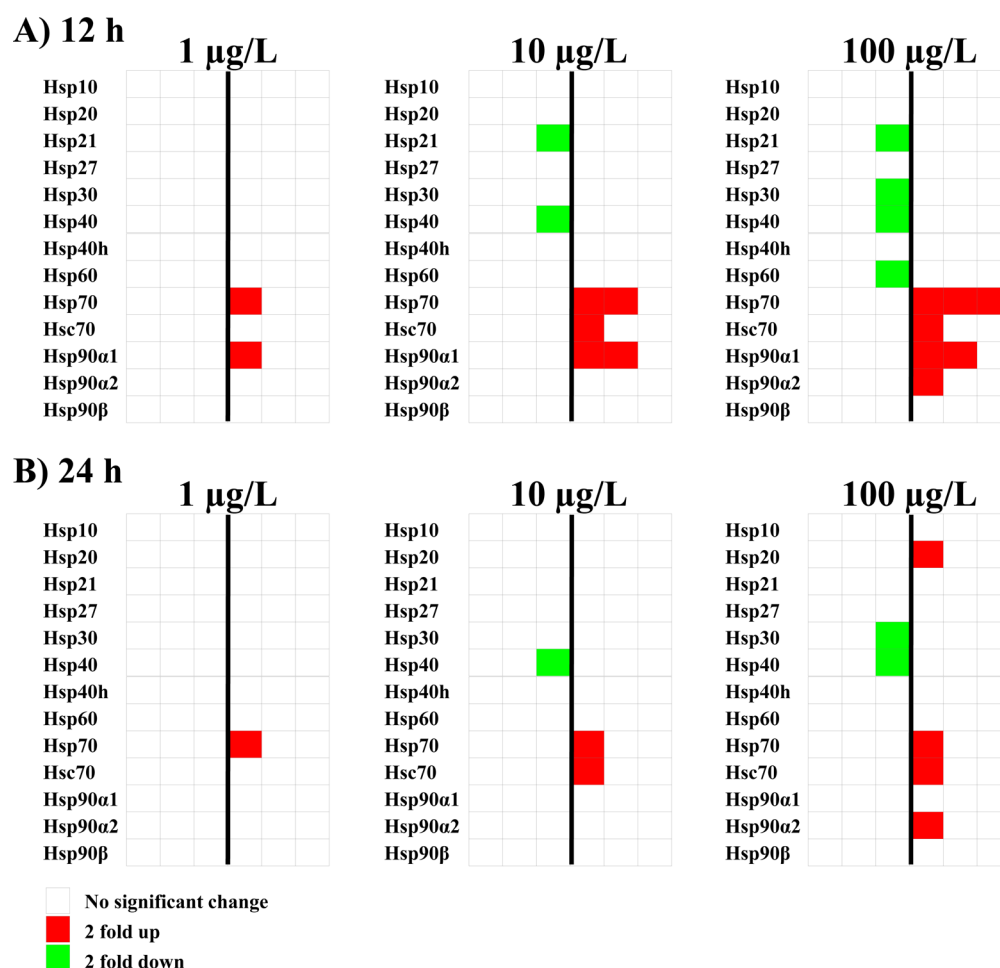 A) 12 h
1 µg/L 10 µg/L 100 µg/L
Hsp10 Hsp10 Hsp10
Hsp20 Hsp20 Hsp20
Hsp21 Hsp21 Hsp21
Hsp27 Hsp27 Hsp27
Hsp30 Hsp30 Hsp30
Hsp40 Hsp40 Hsp40
Hsp40h Hsp40h Hsp40h
Hsp60 Hsp60 Hsp60
Hsp70 Hsp70 Hsp70
Hsc70 Hsc70 Hsc70
Hsp90α1 Hsp90α1 Hsp90α1
Hsp90α2 Hsp90α2 Hsp90α2
Hsp90β Hsp90β Hsp90β
B) 24 h
1 µg/L 10 µg/L 100 µg/L
Hsp10 Hsp10 Hsp10
Hsp20 Hsp20 Hsp20
Hsp21 Hsp21 Hsp21
Hsp27 Hsp27 Hsp27
Hsp30 Hsp30 Hsp30
Hsp40 Hsp40 Hsp40
Hsp40h Hsp40h Hsp40h
Hsp60 Hsp60 Hsp60
Hsp70 Hsp70 Hsp70
Hsc70 Hsc70 Hsc70
Hsp90α1 Hsp90α1 Hsp90α1
Hsp90α2 Hsp90α2 Hsp90α2
Hsp90β Hsp90β Hsp90β
No significant change
2 fold up
2 fold down